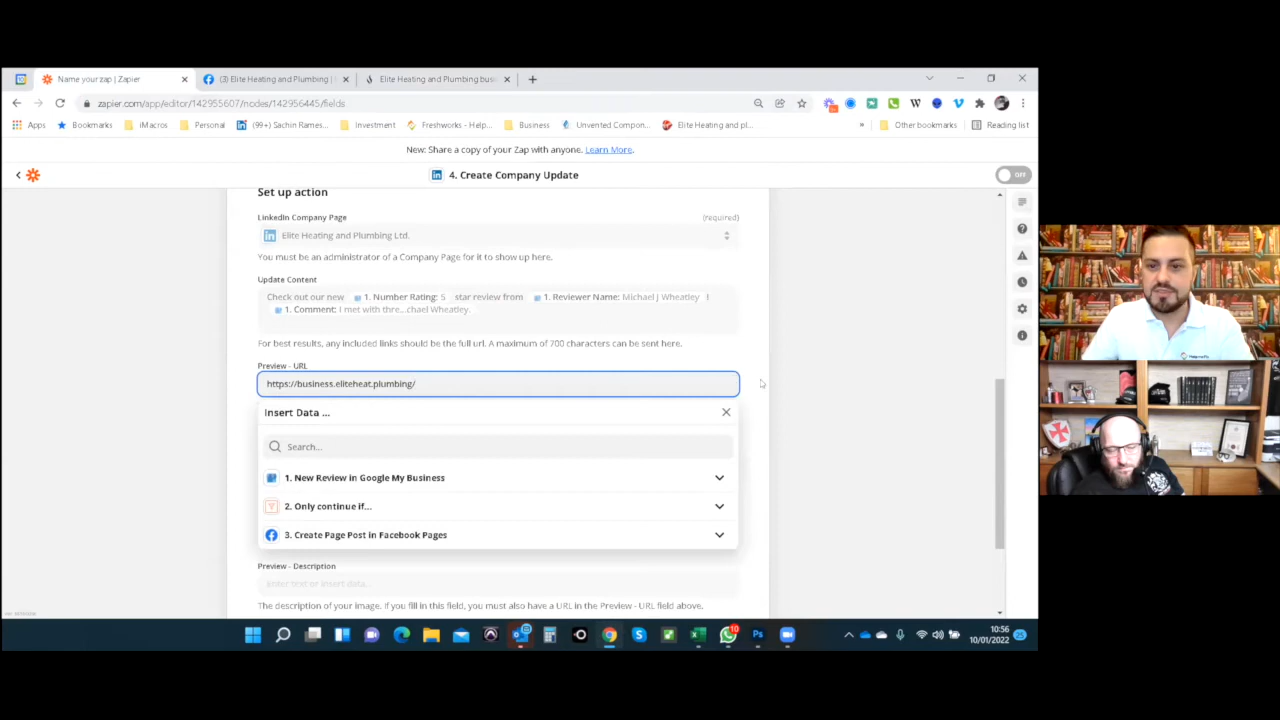 Name your zap | Zapier
(3) Elite Heating and Plumbing |
Elite Heating and Plumbing busi
zapier.com/app/editor/142955607/nodes/142956445/fields
Apps
Bookmarks
iMacros
Personal
(99+) Sachin Rames...
Investment
Freshworks - Help...
Business
Unvented Compon...
Elite Heating and pl...
»
Other bookmarks
Reading list
New: Share a copy of your Zap with anyone. Learn More.
4. Create Company Update
OFF
Set up action
LinkedIn Company Page
(required)
Elite Heating and Plumbing Ltd.
You must be an administrator of a Company Page for it to show up here.
Update Content
Check out our new 1. Number Rating: 5 star review from 1. Reviewer Name: Michael J Wheatley !
1. Comment: I met with thre...chael Wheatley.
For best results, any included links should be the full url. A maximum of 700 characters can be sent here.
Preview - URL
https://business.eliteheat.plumbing/
Insert Data ...
Search...
1. New Review in Google My Business
2. Only continue if...
3. Create Page Post in Facebook Pages
Preview - Description
Enter text or insert data...
The description of your image. If you fill in this field, you must also have a URL in the Preview - URL field above.
10
10:56
10/01/2022